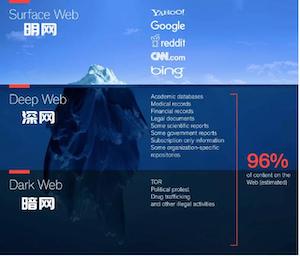 Surface Web
明网
YAHOO!
Google
reddit
CNN.com
bing
Deep Web
深网
Academic databases
Medical records
Financial records
Legal documents
Some scientific reports
Some government reports
Subscription only information
Some organization-specific
repositories
96%
of content on the
Web (estimated)
Dark Web
暗网
TOR
Political protest
Drug trafficking
and other illegal activities